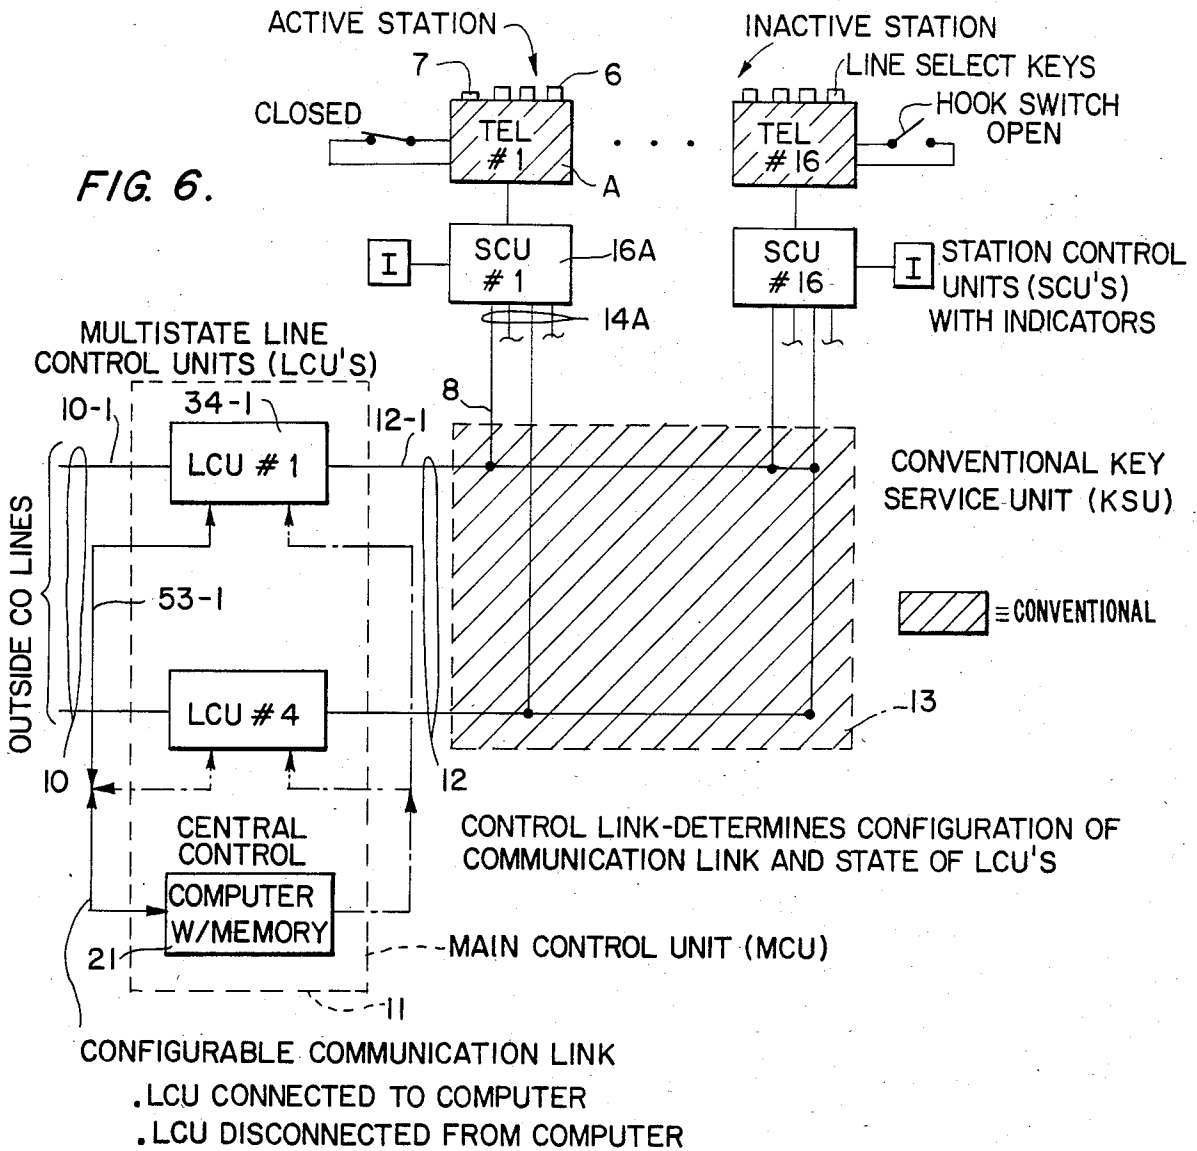 ACTIVE STATION
INACTIVE STATION
7
6
LINE SELECT KEYS
CLOSED
HOOK SWITCH
OPEN
TEL
# 1
. . .
TEL
# 16
FIG. 6.
A
SCU
# 1
I
16A
SCU
# 16
I
STATION CONTROL
UNITS (SCU'S)
WITH INDICATORS
14A
MULTISTATE LINE
CONTROL UNITS (LCU'S)
8
10-1
34-1
12-1
LCU # 1
CONVENTIONAL KEY
SERVICE UNIT (KSU)
OUTSIDE CO LINES
53-1
≡ CONVENTIONAL
LCU # 4
13
10
12
CENTRAL
CONTROL
CONTROL LINK-DETERMINES CONFIGURATION OF
COMMUNICATION LINK AND STATE OF LCU'S
COMPUTER
W/MEMORY
21
MAIN CONTROL UNIT (MCU)
11
CONFIGURABLE COMMUNICATION LINK
. LCU CONNECTED TO COMPUTER
. LCU DISCONNECTED FROM COMPUTER